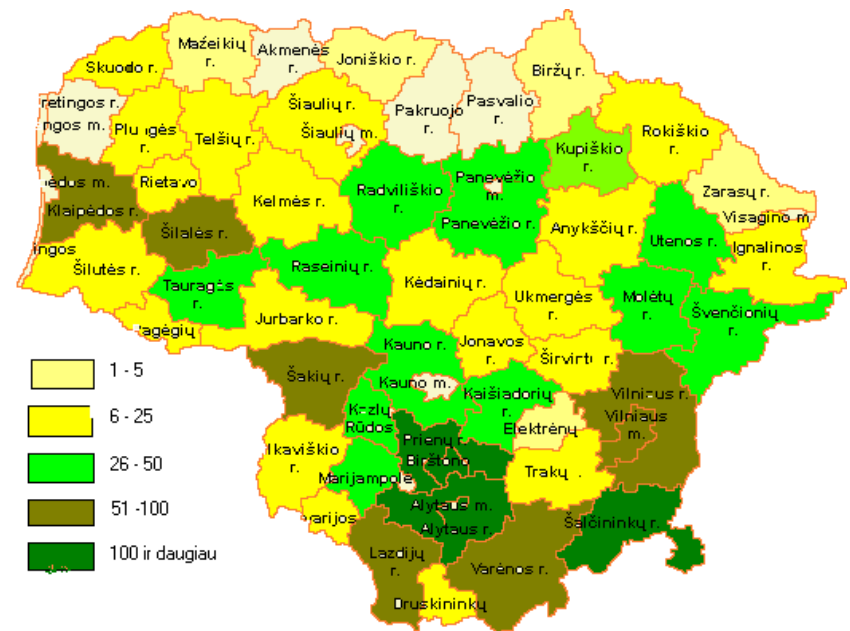 Mažeikių
r.
Akmenės
r.
Joniškio r.
Skuodo r.
Biržų r.
retingos r.
ngos m.
Šiaulių r.
Šiaulių m.
Pakruojo
r.
Pasvalio
r.
Telšių r.
Rokiškio
r.
Kupiškio
r.
Rietavo
Radviliškio
r.
Panevėžio
m.
Panevėžio r.
Zarasų r.
Visagino m
ėdos m.
Klaipėdos r.
Kelmės r.
Šilalės r.
Anykščių r.
Utenos r.
Ignalinos
r.
ingos
Šilutės r.
Tauragės
r.
Raseinių r.
Kėdainių r.
Ukmergės
r.
Molėtų
r.
Švenčionių
r.
agėgių
Jurbarko r.
Kauno r.
Jonavos
r.
Širvintų r.
1 - 5
Šakių r.
Kauno m.
Kaišiadorių
r.
Vilniaus r.
Vilniaus
m.
6 - 25
Kazlų
Rūdos
Elektrėnų
Prienų r.
Birštono
lkaviškio
r.
26 - 50
Marijampolė
Trakų .
51 -100
arijos
Alytaus m.
Alytaus r.
Šalčininkų r.
100 ir daugiau
Lazdijų
r.
Varėnos r.
Druskininkų